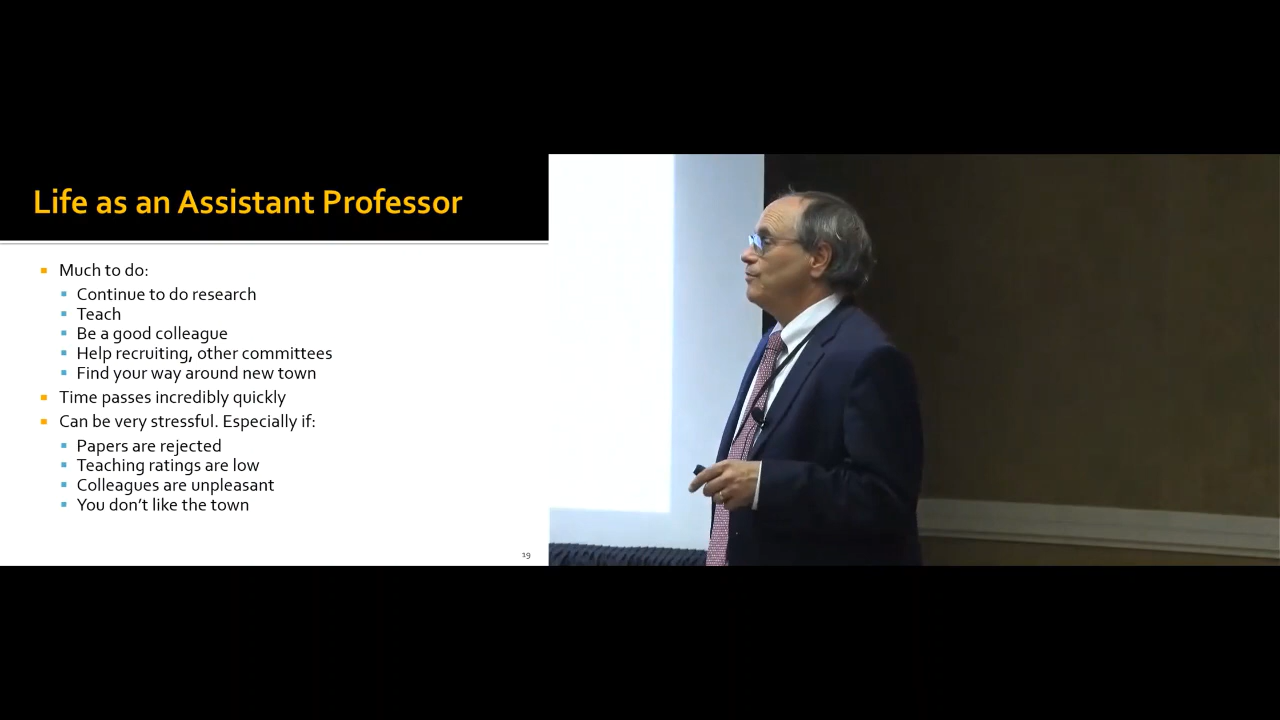 Life as an Assistant Professor
Much to do:
Continue to do research
Teach
Be a good colleague
Help recruiting, other committees
Find your way around new town
Time passes incredibly quickly
Can be very stressful. Especially if:
Papers are rejected
Teaching ratings are low
Colleagues are unpleasant
You don’t like the town
19